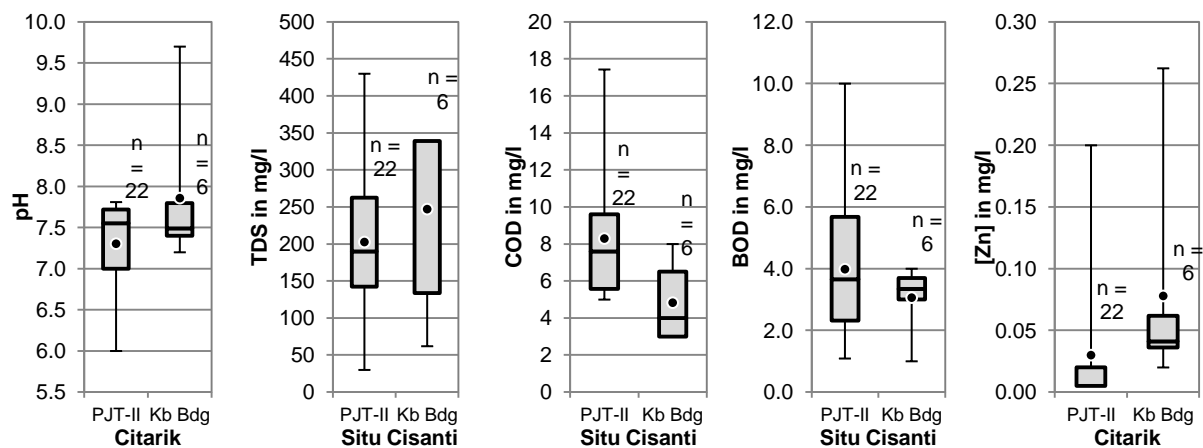 pH
10.0
9.5
9.0
8.5
8.0
7.5
7.0
6.5
6.0
5.5
n
=
22
n
=
6
PJT-II Kb Bdg
Citarik
TDS in mg/l
500
450
400
350
300
250
200
150
100
50
0
n =
22
n =
6
PJT-II Kb Bdg
Situ Cisanti
COD in mg/l
20
18
16
14
12
10
8
6
4
2
0
n
=
22
n
=
6
PJT-II Kb Bdg
Situ Cisanti
BOD in mg/l
12.0
10.0
8.0
6.0
4.0
2.0
0.0
n =
22
n =
6
PJT-II Kb Bdg
Situ Cisanti
[Zn] in mg/l
0.30
0.25
0.20
0.15
0.10
0.05
0.00
n =
22
n =
6
PJT-II Kb Bdg
Citarik